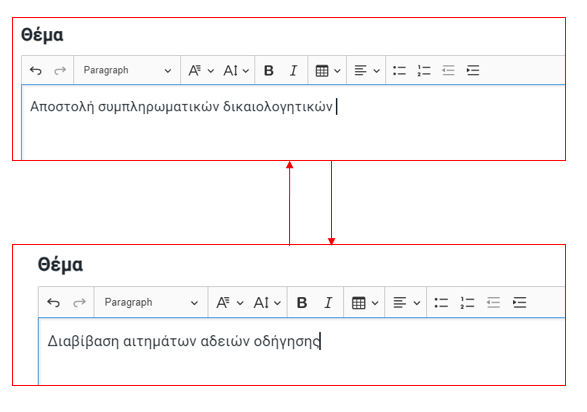 Θέμα
Paragraph
Αποστολή συμπληρωματικών δικαιολογητικών
Θέμα
Paragraph
Διαβίβαση αιτημάτων αδειών οδήγησης